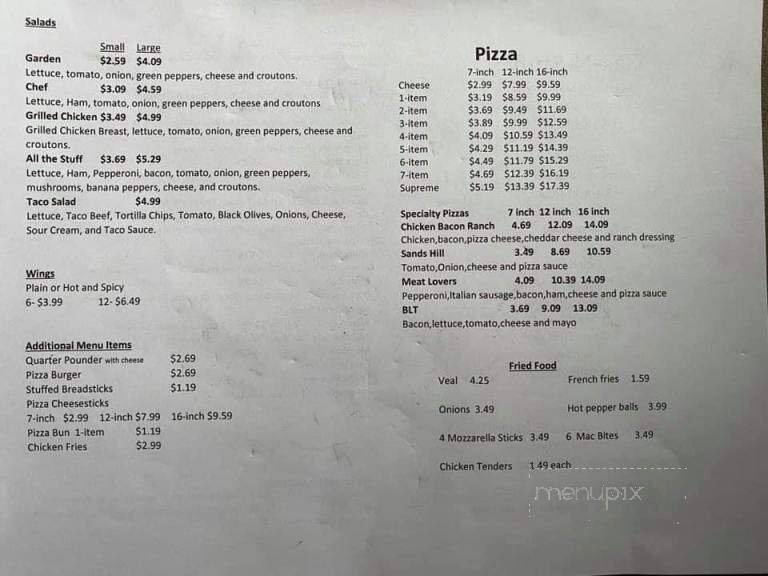 Salads
Small Large
Garden $2.59 $4.09
Lettuce, tomato, onion, green peppers, cheese and croutons.
Chef $3.09 $4.59
Lettuce, Ham, tomato, onion, green peppers, cheese and croutons
Grilled Chicken $3.49 $4.99
Grilled Chicken Breast, lettuce, tomato, onion, green peppers, cheese and
croutons.
All the Stuff $3.69 $5.29
Lettuce, Ham, Pepperoni, bacon, tomato, onion, green peppers,
mushrooms, banana peppers, cheese, and croutons.
Taco Salad $4.99
Lettuce, Taco Beef, Tortilla Chips, Tomato, Black Olives, Onions, Cheese,
Sour Cream, and Taco Sauce.
Wings
Plain or Hot and Spicy
6- $3.99 12- $6.49
Additional Menu Items
Quarter Pounder with cheese $2.69
Pizza Burger $2.69
Stuffed Breadsticks $1.19
Pizza Cheesesticks
7-inch $2.99 12-inch $7.99 16-inch $9.59
Pizza Bun 1-item $1.19
Chicken Fries $2.99
Pizza
7-inch 12-inch 16-inch
Cheese $2.99 $7.99 $9.59
1-item $3.19 $8.59 $9.99
2-item $3.69 $9.49 $11.69
3-item $3.89 $9.99 $12.59
4-item $4.09 $10.59 $13.49
5-item $4.29 $11.19 $14.39
6-item $4.49 $11.79 $15.29
7-item $4.69 $12.39 $16.19
Supreme $5.19 $13.39 $17.39
Specialty Pizzas 7 inch 12 inch 16 inch
Chicken Bacon Ranch 4.69 12.09 14.09
Chicken,bacon,pizza cheese,cheddar cheese and ranch dressing
Sands Hill 3.49 8.69 10.59
Tomato,Onion,cheese and pizza sauce
Meat Lovers 4.09 10.39 14.09
Pepperoni,Italian sausage,bacon,ham,cheese and pizza sauce
BLT 3.69 9.09 13.09
Bacon,lettuce,tomato,cheese and mayo
Fried Food
Veal 4.25 French fries 1.59
Onions 3.49 Hot pepper balls 3.99
4 Mozzarella Sticks 3.49 6 Mac Bites 3.49
Chicken Tenders 1.49 each
menupix